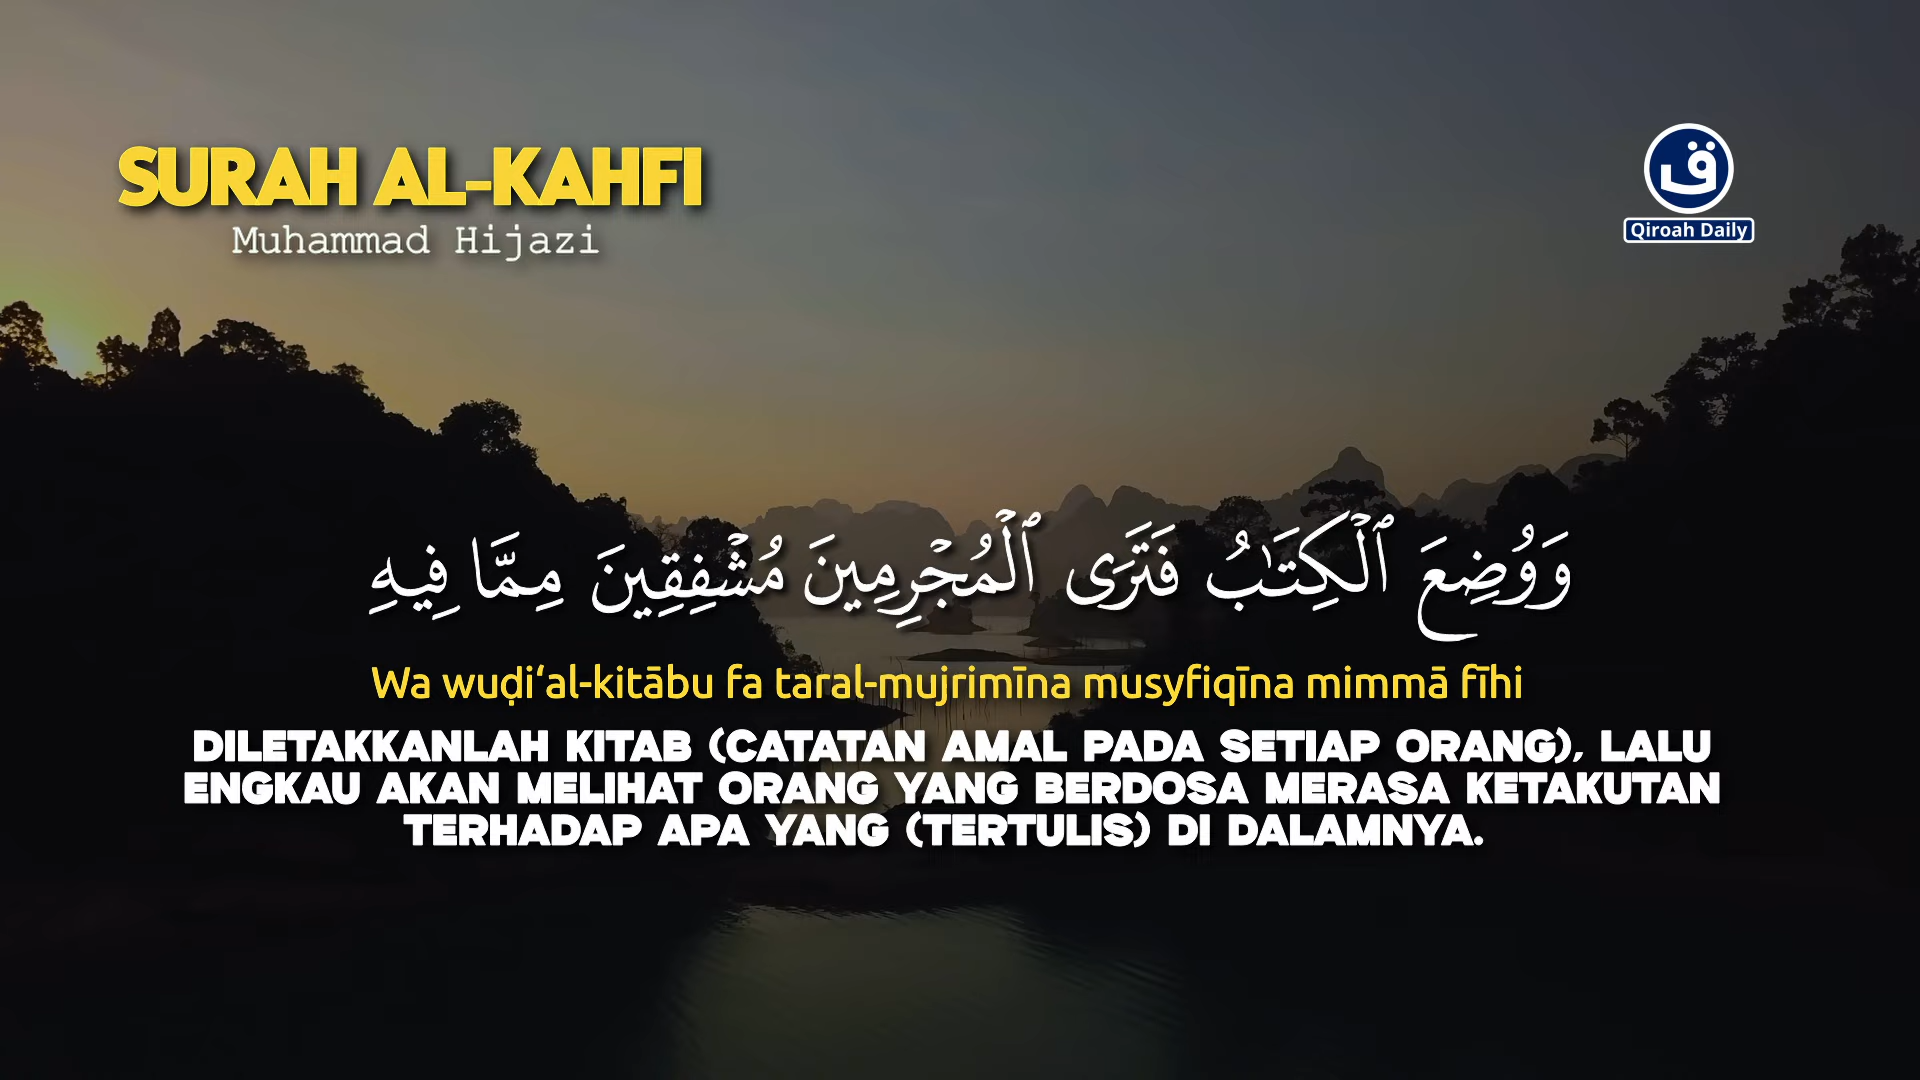 SURAH AL-KAHFI
Muhammad Hijazi
ق
Qiroah Daily
وَوُضِعَ ٱلْكِتَـٰبُ فَتَرَى ٱلْمُجْرِمِينَ مُشْفِقِينَ مِمَّا فِيهِ
Wa wuḍi‘al-kitābu fa taral-mujrimīna musyfiqīna mimmā fīhi
DILETAKKANLAH KITAB (CATATAN AMAL PADA SETIAP ORANG), LALU
ENGKAU AKAN MELIHAT ORANG YANG BERDOSA MERASA KETAKUTAN
TERHADAP APA YANG (TERTULIS) DI DALAMNYA.